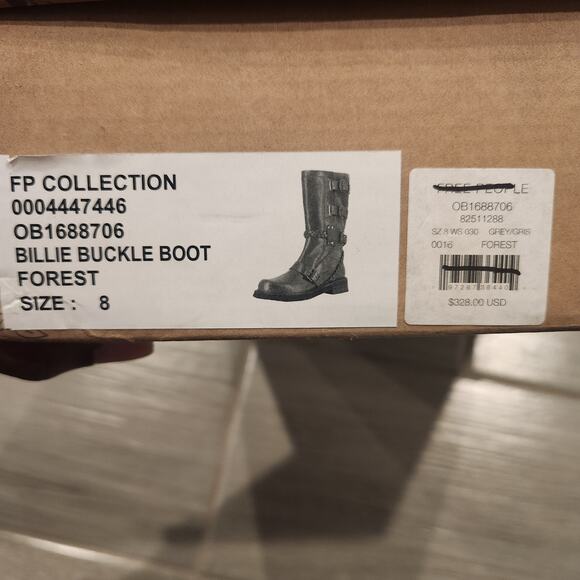 FP COLLECTION
0004447446
OB1688706
BILLIE BUCKLE BOOT
FOREST
SIZE : 8
FREE PEOPLE
OB1688706
82511288
SZ 8 WS 030 GREY/GRIS
0016 FOREST
$328.00 USD